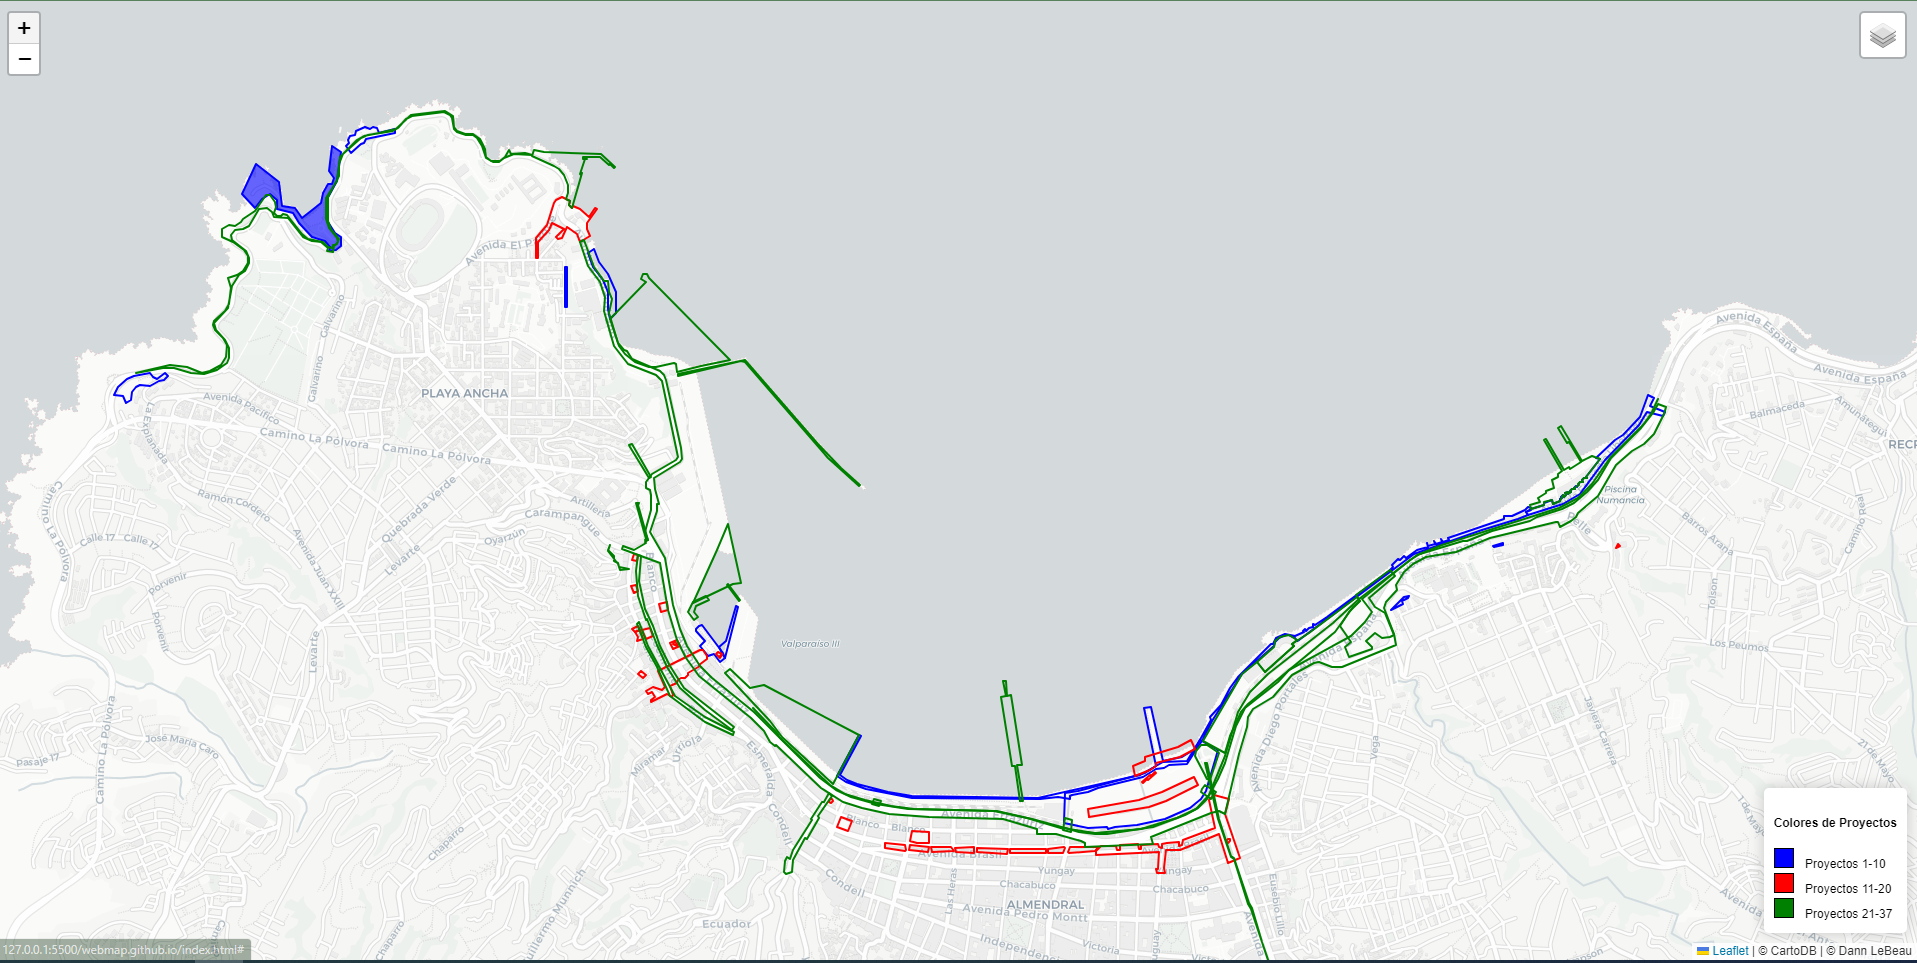 +
−
Avenida España
Avenida España
Balmaceda
Amunátegui
RECR
Avenida El P
Galvarino
Galvarino
PLAYA ANCHA
Avenida Pacífico
La Explanada
Camino La Pólvora
Camino La Pólvora
Camino La Pólvora
Ramón Cordero
Quebrada Verde
Artillería
Carampangue
Calle 17
Calle 17
Levarte
Oyarzún
Avenida Juan XXIII
Porvenir
Porvenir
Levarte
Blanco
Piscina
Numancia
Pelle
Barros Arana
Camino Real
Tolson
Los Peumos
Valparaíso III
España
Avenida
Avenida Diego Portales
Javiera Carrera
Vega
21 de Mayo
José María Caro
Pasaje 17
Camino La Pólvora
Miramar
Urriola
Esmeralda
Condell
Blanco
Blanco
Avenida Errázuriz
Avenida Brasil
Yungay
Yungay
Chacabuco
Chacabuco
Condell
Las Heras
ALMENDRAL
Avenida Pedro Montt
Independencia
Victoria
Eusebio Lillo
Avenida
Chaparro
Chaparro
Guillermo Munnich
Ecuador
1 de Mayo
Colores de Proyectos
Proyectos 1-10
Proyectos 11-20
Proyectos 21-37
127.0.0.1:5500/webmap.github.io/index.html#
Leaflet | © CartoDB | © Dann LeBeau